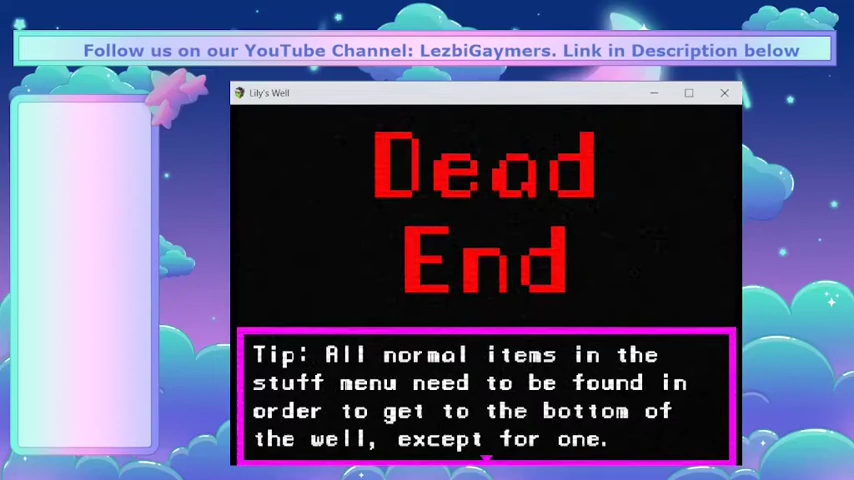 Follow us on our YouTube Channel: LezbiGaymers. Link in Description below
Lily's Well
Dead
End
Tip: All normal items in the
stuff menu need to be found in
order to get to the bottom of
the well, except for one.